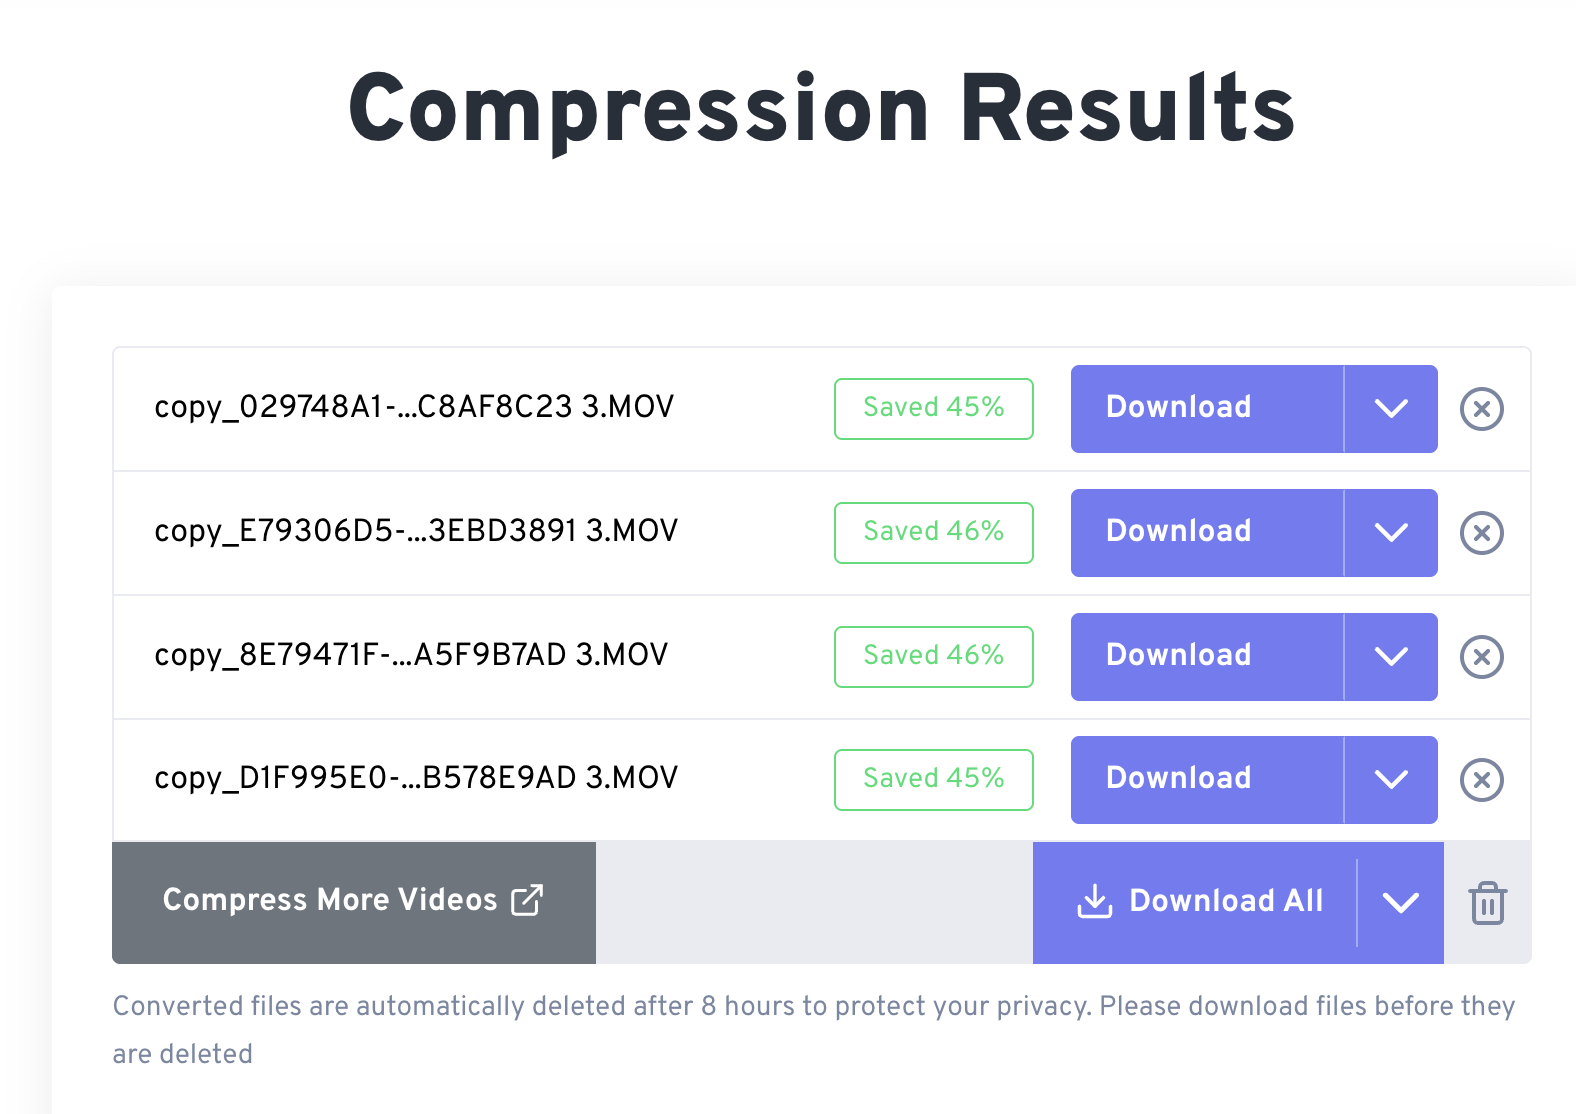 Compression Results
copy_029748A1-...C8AF8C23 3.MOV Saved 45% Download
copy_E79306D5-...3EBD3891 3.MOV Saved 46% Download
copy_8E79471F-...A5F9B7AD 3.MOV Saved 46% Download
copy_D1F995E0-...B578E9AD 3.MOV Saved 45% Download
Compress More Videos Download All
Converted files are automatically deleted after 8 hours to protect your privacy. Please download files before they
are deleted